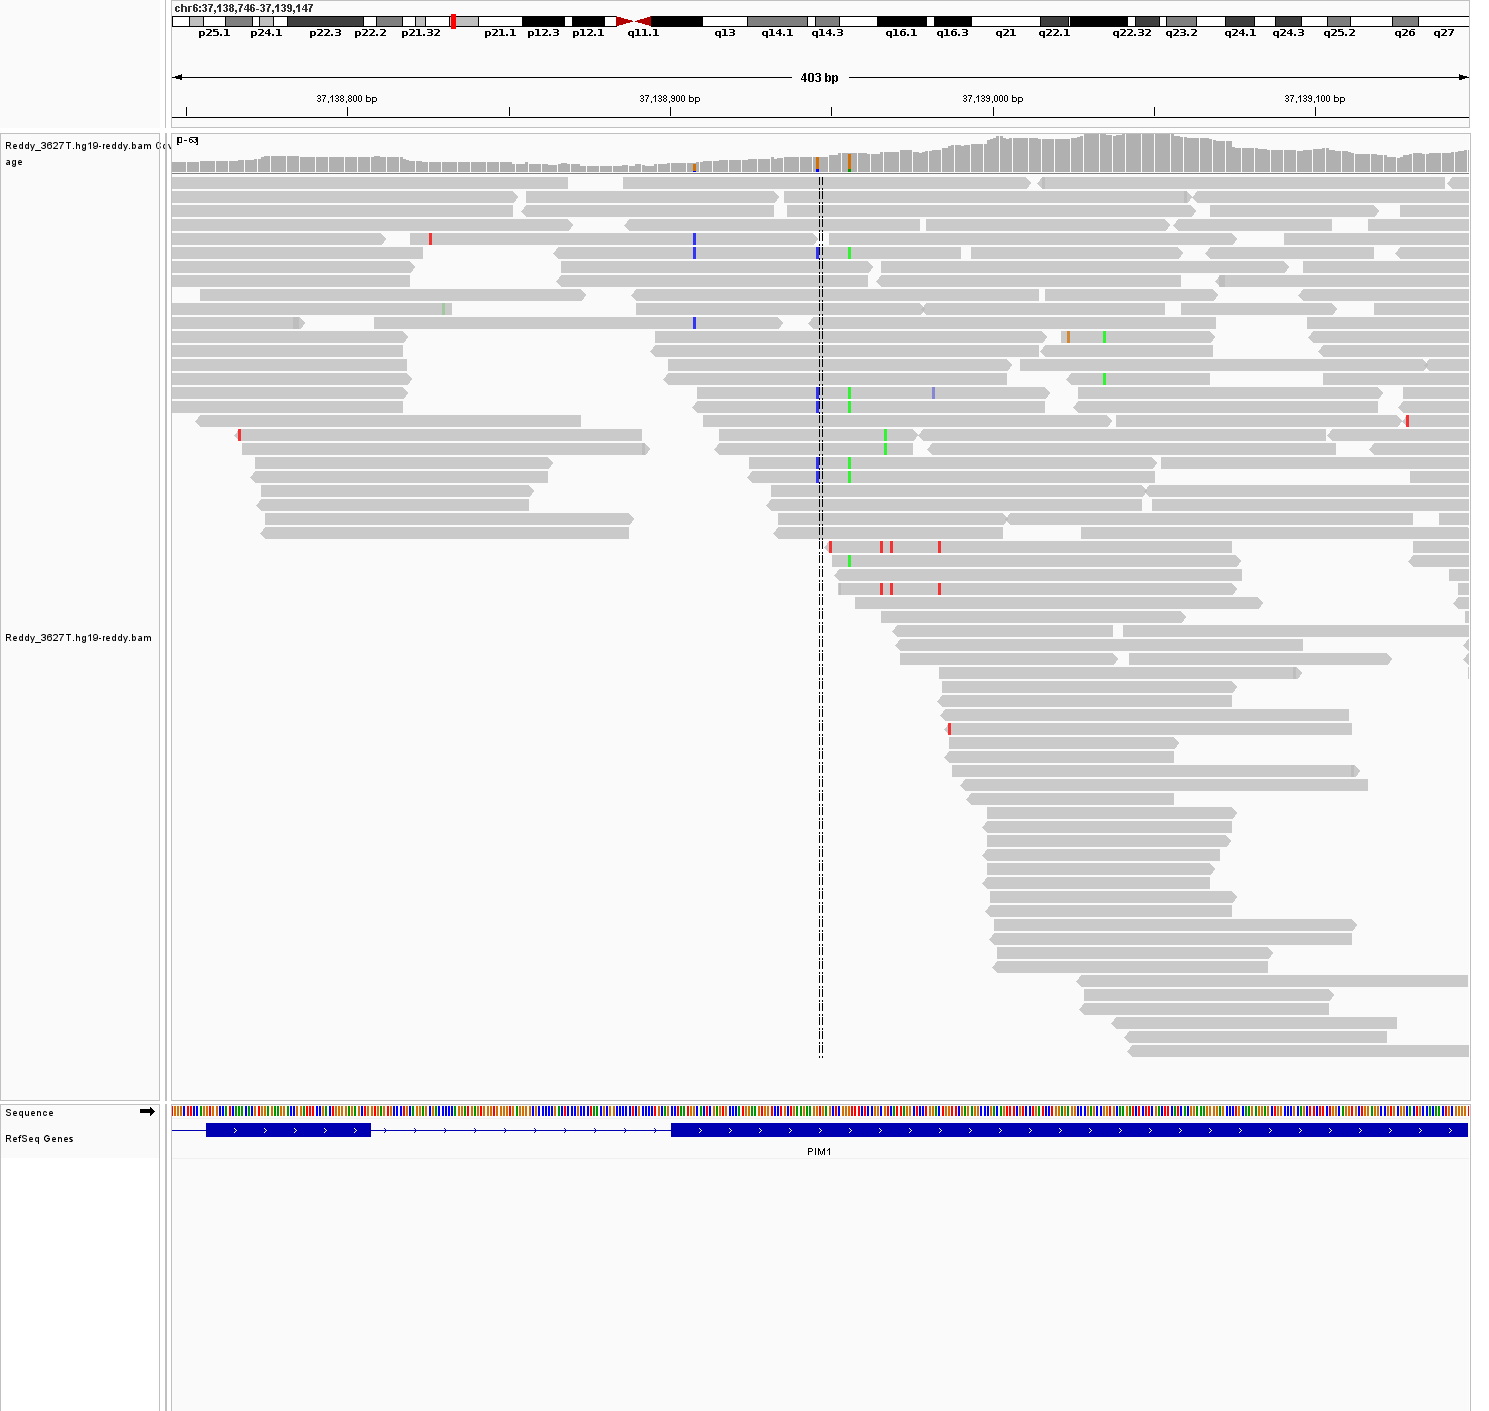 chr6:37,138,746-37,139,147
p25.1 p24.1 p22.3 p22.2 p21.32 p21.1 p12.3 p12.1 q11.1 q13 q14.1 q14.3 q16.1 q16.3 q21 q22.1 q22.32 q23.2 q24.1 q24.3 q25.2 q26 q27
403 bp
37,138,800 bp 37,138,900 bp 37,139,000 bp 37,139,100 bp
[0-63]
Reddy_3627T.hg19-reddy.bam Cov
age
Reddy_3627T.hg19-reddy.bam
Sequence
RefSeq Genes
PIM1